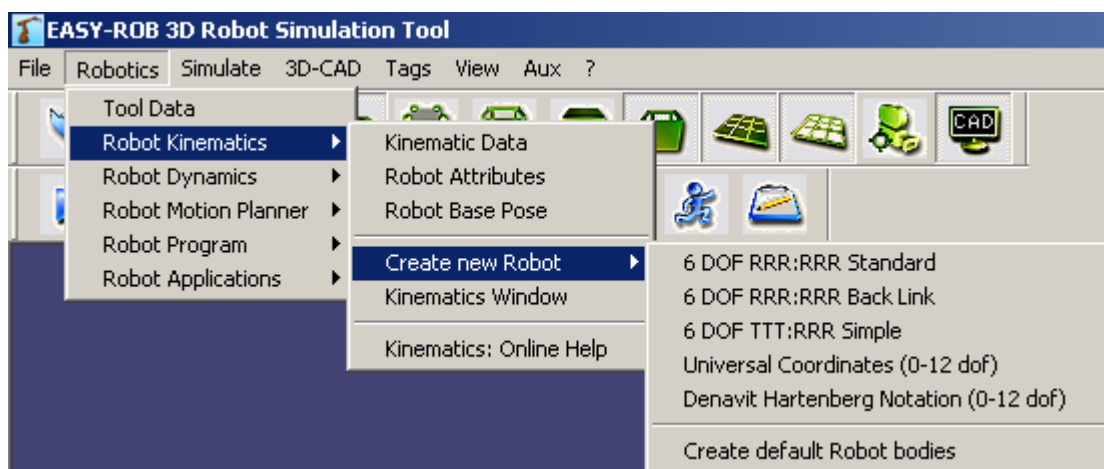 EASY-ROB 3D Robot Simulation Tool
File Robotics Simulate 3D-CAD Tags View Aux ?
Tool Data
Robot Kinematics
Robot Dynamics
Robot Motion Planner
Robot Program
Robot Applications
CAD
Kinematic Data
Robot Attributes
Robot Base Pose
Create new Robot
Kinematics Window
Kinematics: Online Help
6 DOF RRR:RRR Standard
6 DOF RRR:RRR Back Link
6 DOF TTT:RRR Simple
Universal Coordinates (0-12 dof)
Denavit Hartenberg Notation (0-12 dof)
Create default Robot bodies